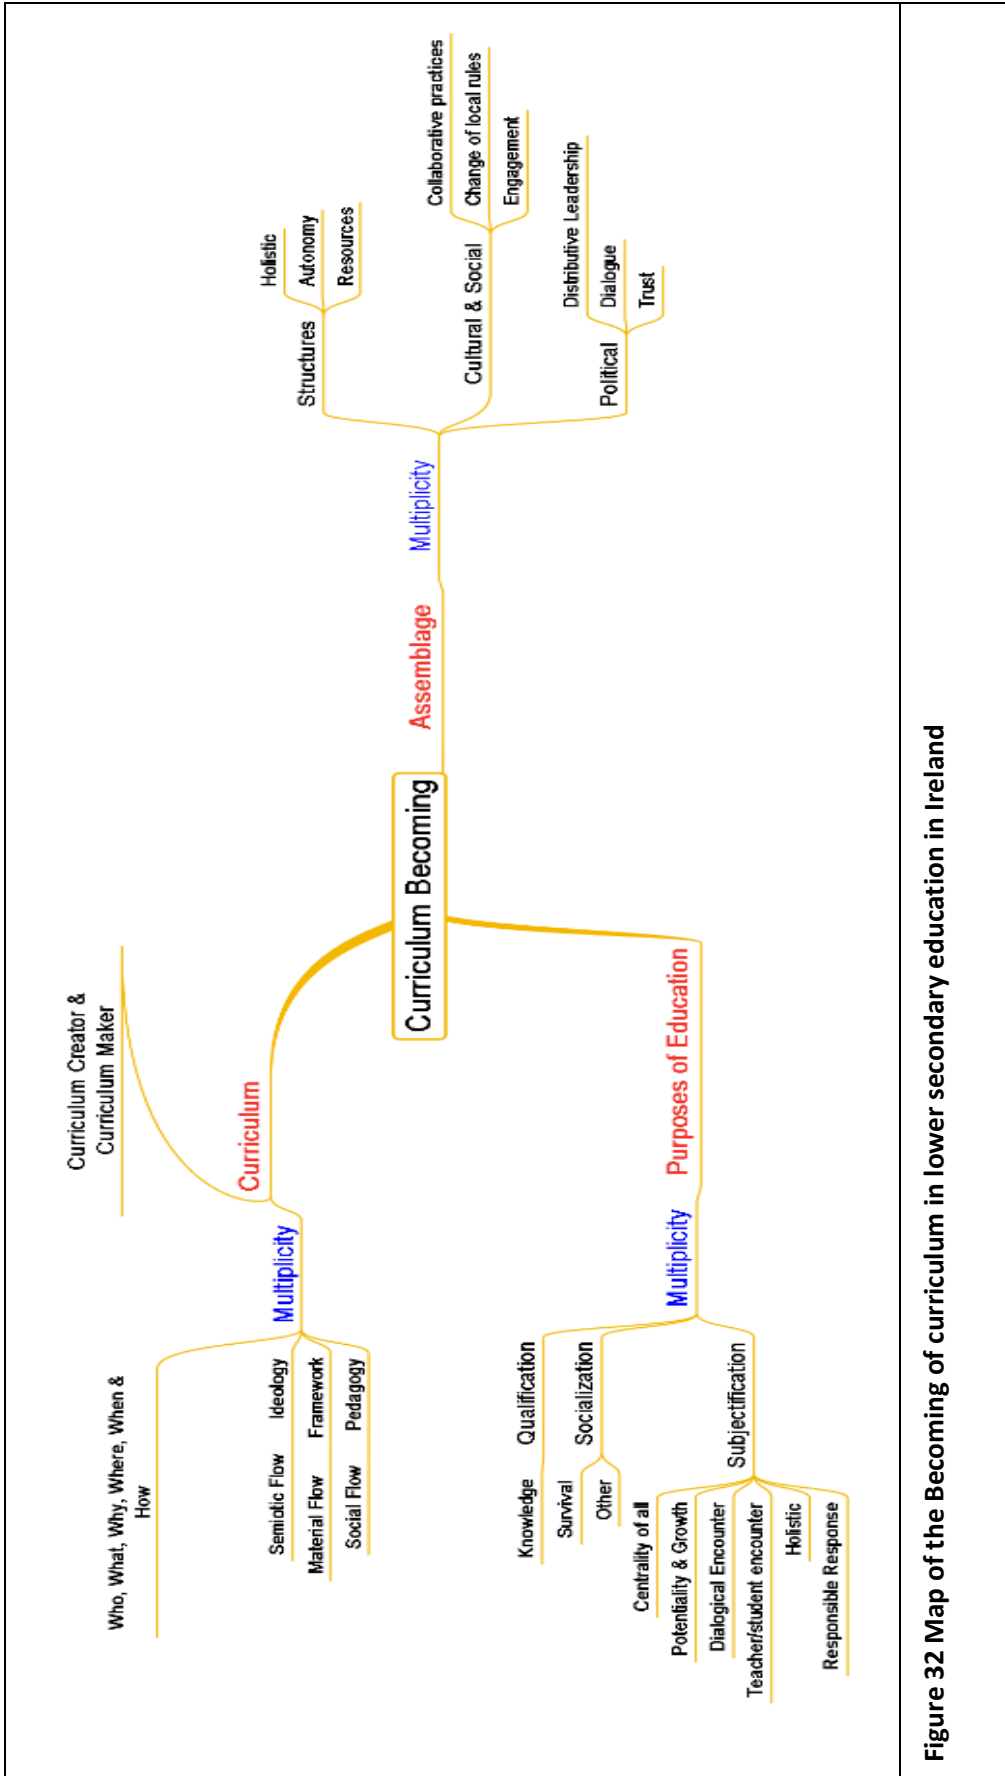 Curriculum Becoming
Curriculum
Curriculum Creator &
Curriculum Maker
Multiplicity
Who, What, Why, Where, When &
How
Semiotic Flow Ideology
Material Flow Framework
Social Flow Pedagogy
Purposes of Education
Multiplicity
Knowledge Qualification
Socialization
Survival
Other
Subjectification
Centrality of all
Potentiality & Growth
Dialogical Encounter
Teacher/student encounter
Holistic
Responsible Response
Assemblage
Multiplicity
Structures
Holistic
Autonomy
Resources
Cultural & Social
Collaborative practices
Change of local rules
Engagement
Political
Distributive Leadership
Dialogue
Trust
Figure 32 Map of the Becoming of curriculum in lower secondary education in Ireland